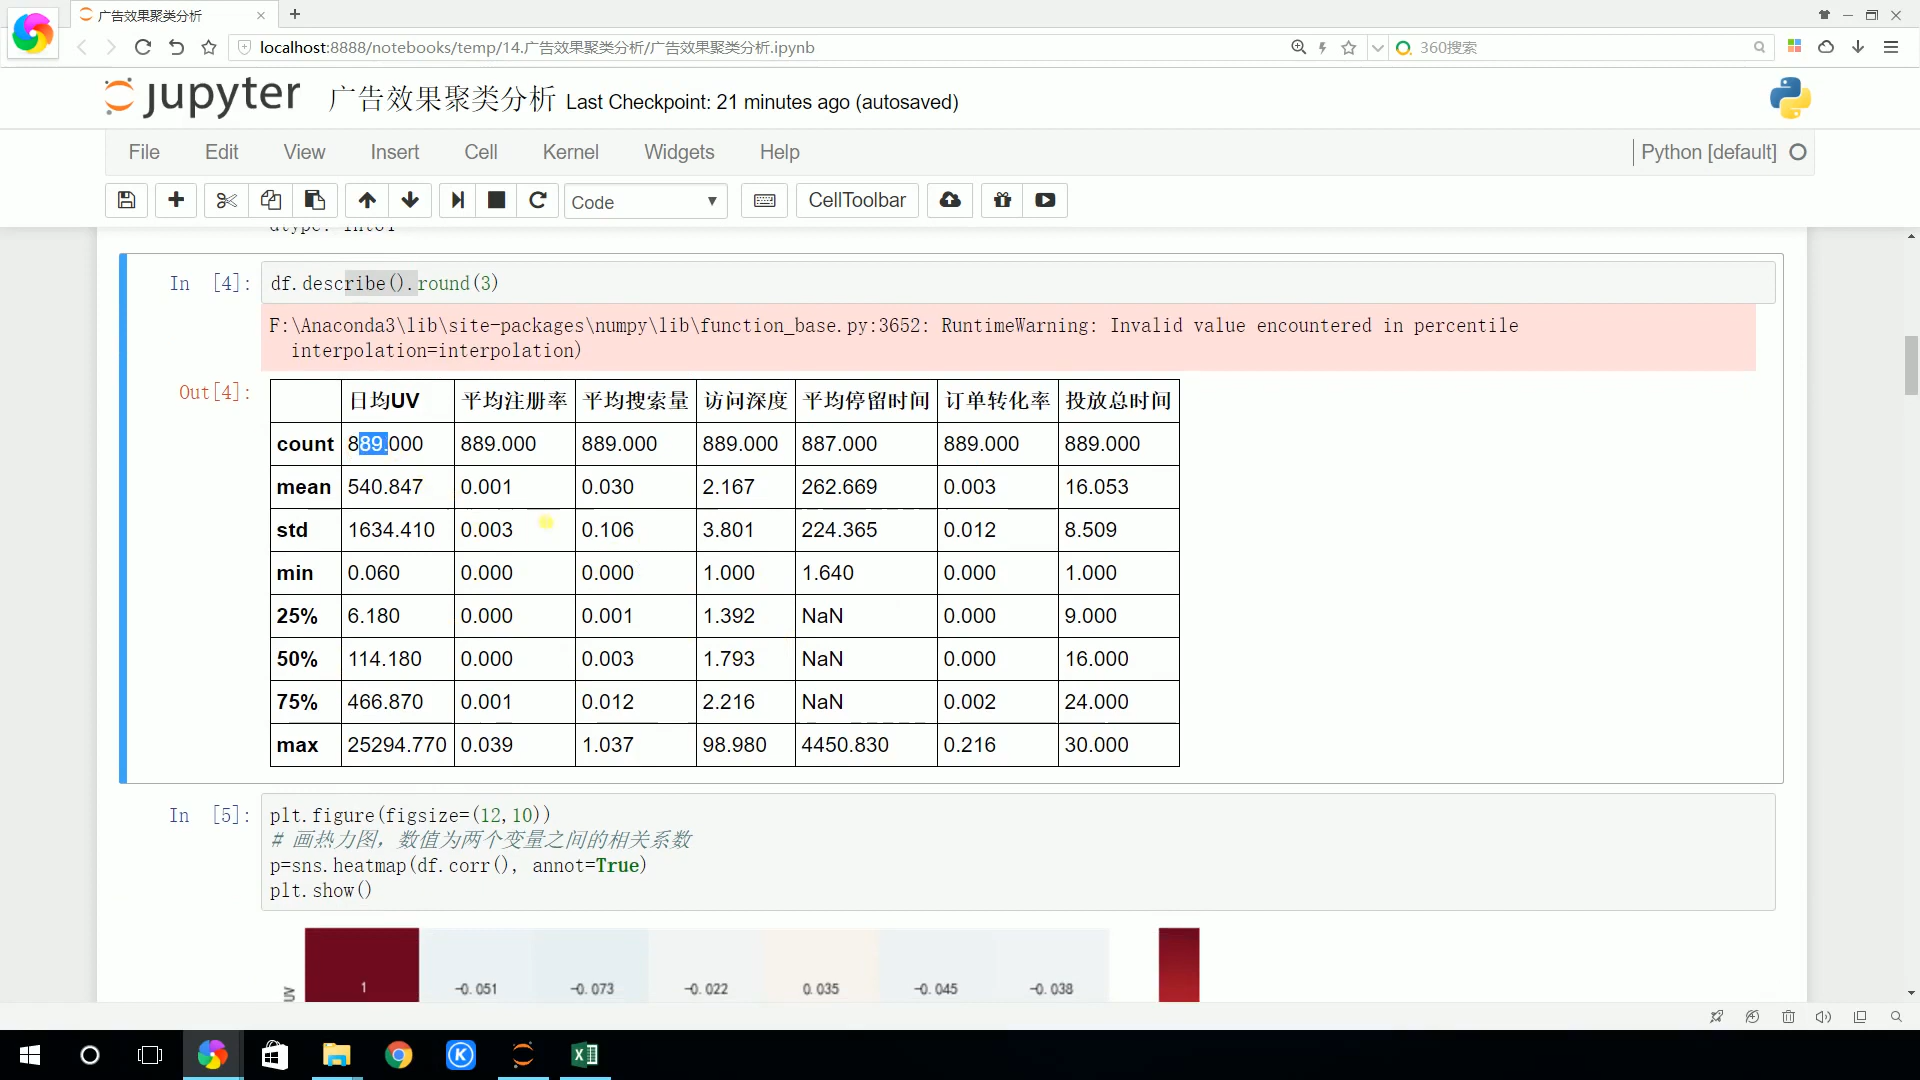 广告效果聚类分析
localhost:8888/notebooks/temp/14.广告效果聚类分析/广告效果聚类分析.ipynb
360搜索
jupyter 广告效果聚类分析 Last Checkpoint: 21 minutes ago (autosaved)
File Edit View Insert Cell Kernel Widgets Help Python [default]
Code CellToolbar
In [4]: df.describe().round(3)
F:\Anaconda3\lib\site-packages\numpy\lib\function_base.py:3652: RuntimeWarning: Invalid value encountered in percentile
interpolation=interpolation)
Out[4]:
日均UV 平均注册率 平均搜索量 访问深度 平均停留时间 订单转化率 投放总时间
count 889.000 889.000 889.000 889.000 887.000 889.000 889.000
mean 540.847 0.001 0.030 2.167 262.669 0.003 16.053
std 1634.410 0.003 0.106 3.801 224.365 0.012 8.509
min 0.060 0.000 0.000 1.000 1.640 0.000 1.000
25% 6.180 0.000 0.001 1.392 NaN 0.000 9.000
50% 114.180 0.000 0.003 1.793 NaN 0.000 16.000
75% 466.870 0.001 0.012 2.216 NaN 0.002 24.000
max 25294.770 0.039 1.037 98.980 4450.830 0.216 30.000
In [5]: plt.figure(figsize=(12,10))
# 画热力图，数值为两个变量之间的相关系数
p=sns.heatmap(df.corr(), annot=True)
plt.show()
UV 1 -0.051 -0.073 -0.022 0.035 -0.045 -0.038